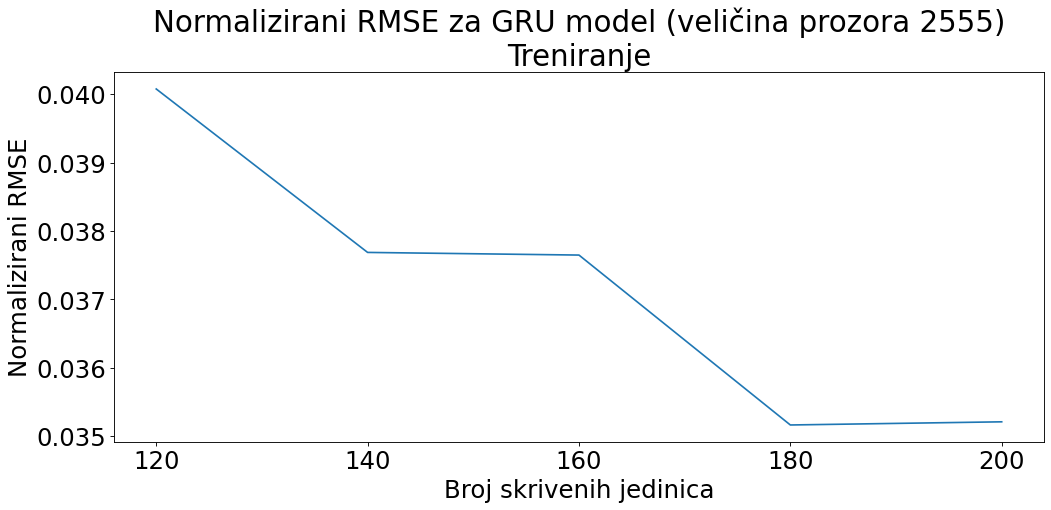 Normalizirani RMSE za GRU model (veličina prozora 2555)
Treniranje
Normalizirani RMSE
0.040
0.039
0.038
0.037
0.036
0.035
120 140 160 180 200
Broj skrivenih jedinica